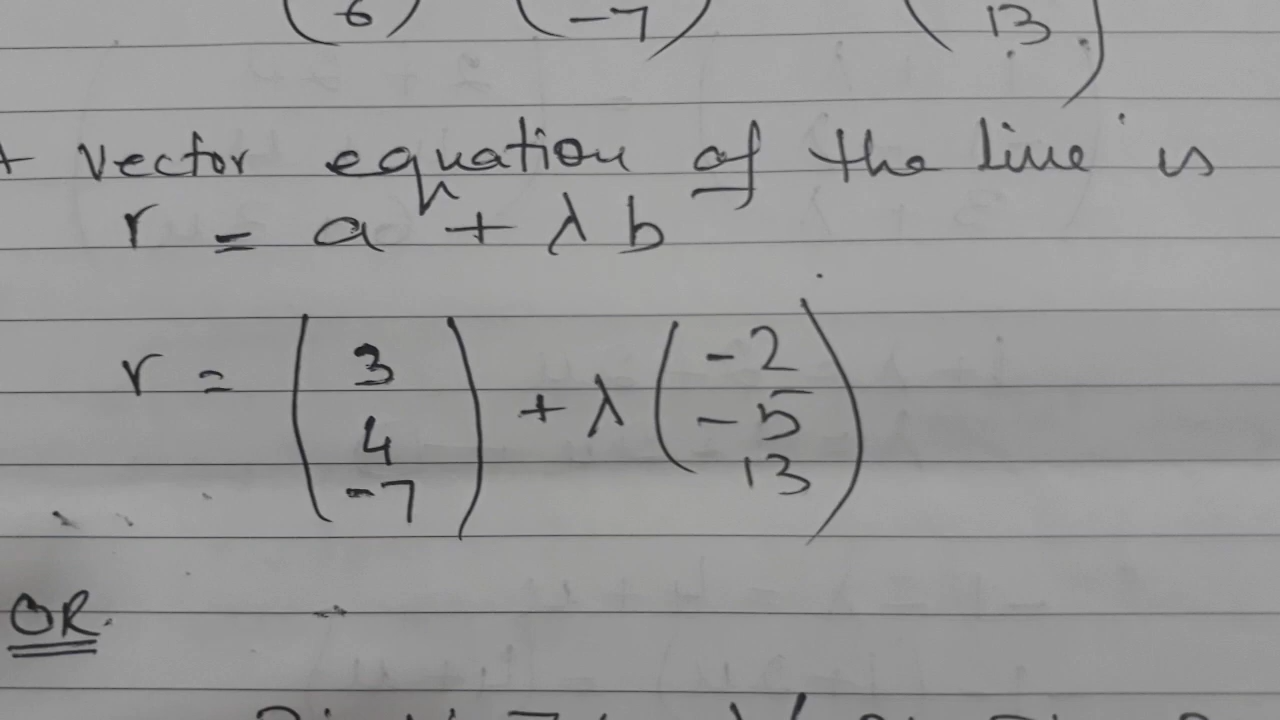 6 -7 13
vector equation of the line is
r = a + λ b
r = ( 3 4 -7 ) + λ ( -2 -5 13 )
OR